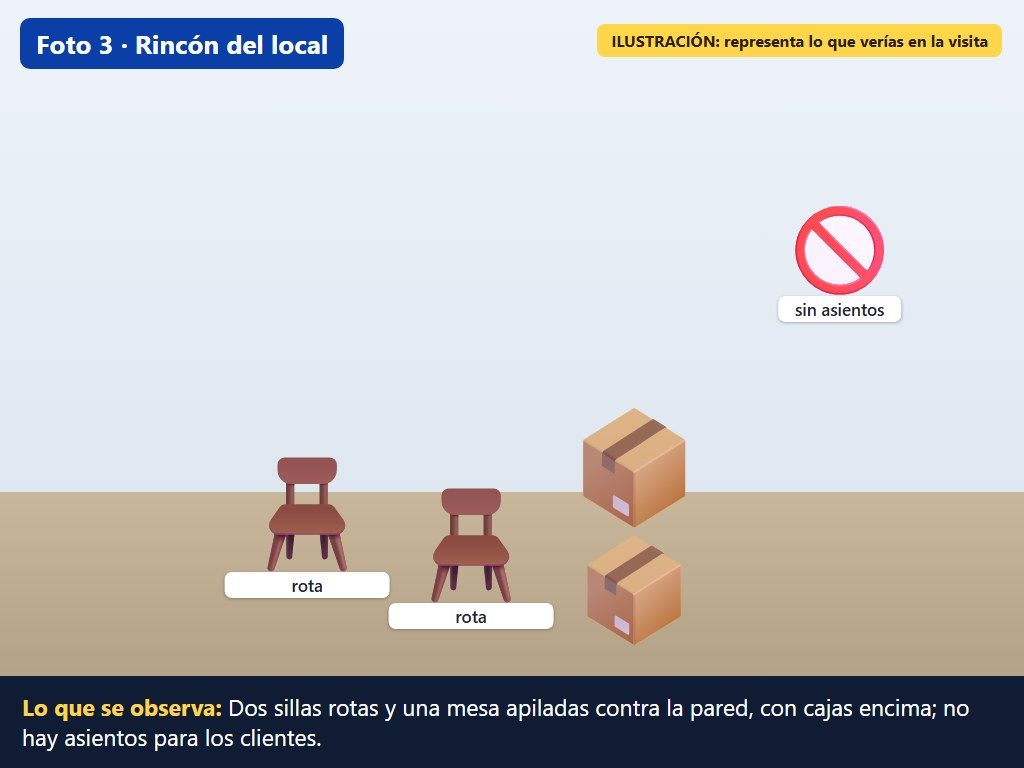 Foto 3 · Rincón del local
ILUSTRACIÓN: representa lo que verías en la visita
sin asientos
rota
rota
Lo que se observa: Dos sillas rotas y una mesa apiladas contra la pared, con cajas encima; no
hay asientos para los clientes.